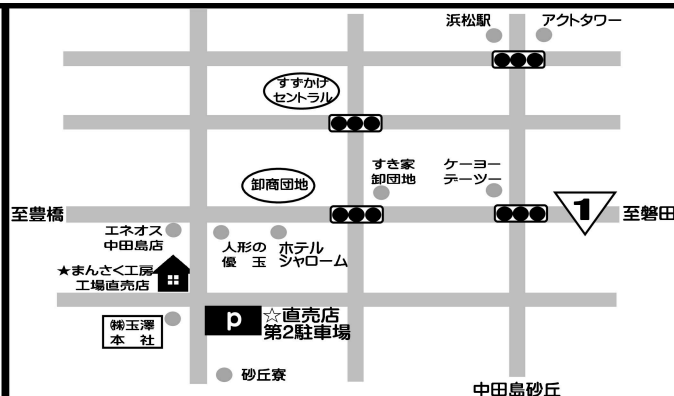 浜松駅
アクトタワー
すずかけ
セントラル
すき家
卸団地
ケーヨー
デーツー
卸商団地
至豊橋
1
至磐田
エネオス
中田島店
人形の
優玉
ホテル
シャローム
★まんさく工房
工場直売店
P
☆直売店
第2駐車場
㈱玉澤
本社
砂丘寮
中田島砂丘